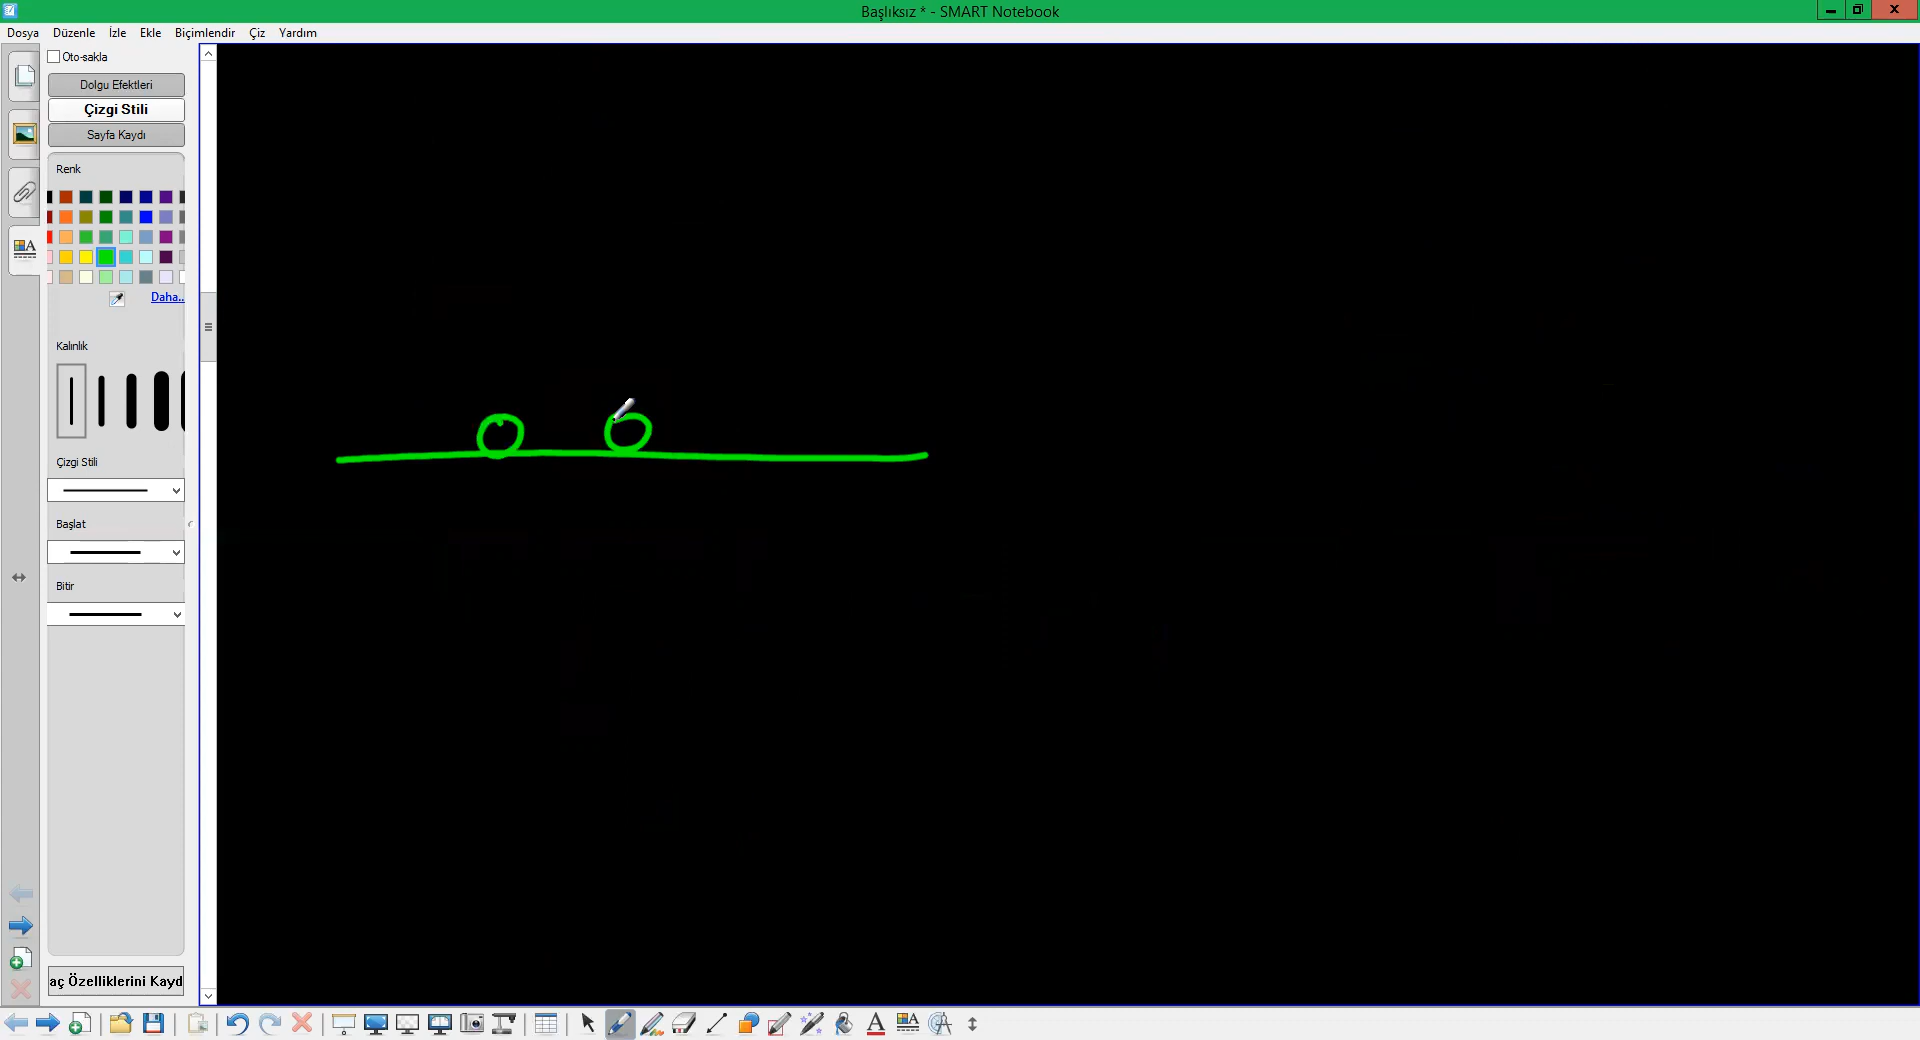 Başlıksız * - SMART Notebook
Dosya Düzenle İzle Ekle Biçimlendir Çiz Yardım
Oto-sakla
Dolgu Efektleri
Çizgi Stili
Sayfa Kaydı
Renk
Daha..
Kalınlık
Çizgi Stili
Başlat
Bitir
aç Özelliklerini Kayd